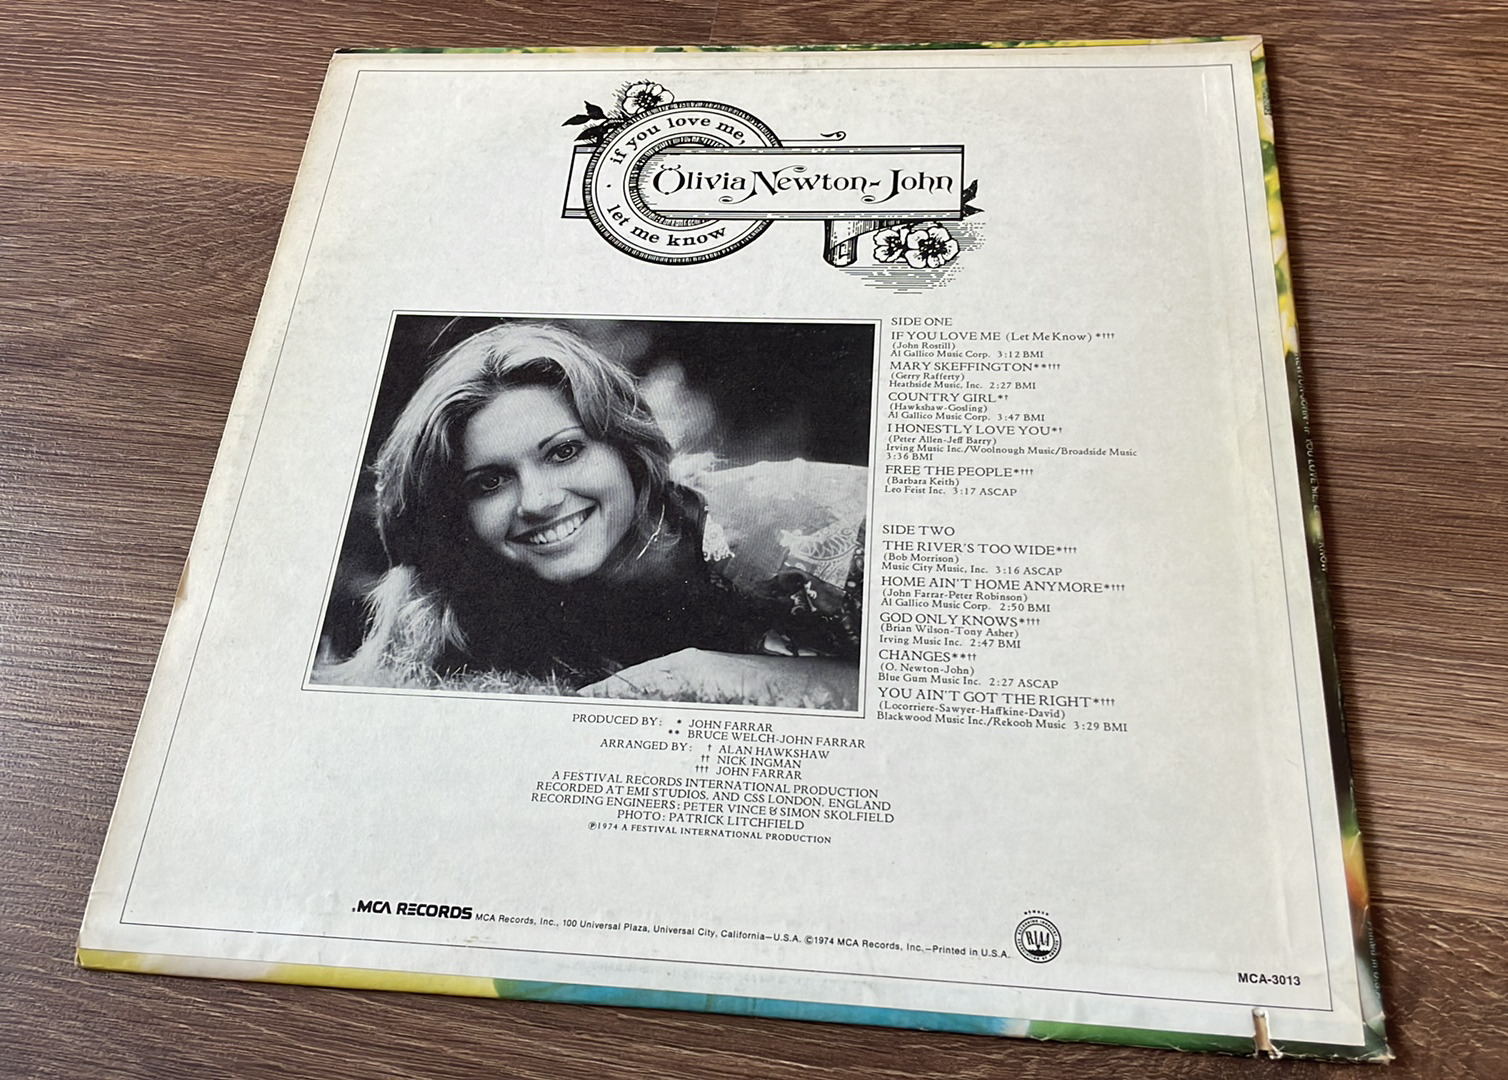 if you love me,
let me know
Olivia Newton-John
SIDE ONE
IF YOU LOVE ME (Let Me Know) *†††
(John Rostill)
Al Gallico Music Corp. 3:12 BMI
MARY SKEFFINGTON**†††
(Gerry Rafferty)
Heathside Music, Inc. 2:27 BMI
COUNTRY GIRL*†
(Hawkshaw-Gosling)
Al Gallico Music Corp. 3:47 BMI
I HONESTLY LOVE YOU*†
(Peter Allen-Jeff Barry)
Irving Music Inc./Woolnough Music/Broadside Music
3:36 BMI
FREE THE PEOPLE*†††
(Barbara Keith)
Leo Feist Inc. 3:17 ASCAP
SIDE TWO
THE RIVER'S TOO WIDE*†††
(Bob Morrison)
Music City Music, Inc. 3:16 ASCAP
HOME AIN'T HOME ANYMORE*†††
(John Farrar-Peter Robinson)
Al Gallico Music Corp. 2:50 BMI
GOD ONLY KNOWS*†††
(Brian Wilson-Tony Asher)
Irving Music Inc. 2:47 BMI
CHANGES**††
(O. Newton-John)
Blue Gum Music Inc. 2:27 ASCAP
YOU AIN'T GOT THE RIGHT*†††
(Locorriere-Sawyer-Haffkine-David)
Blackwood Music Inc./Rekooh Music 3:29 BMI
PRODUCED BY: * JOHN FARRAR
** BRUCE WELCH-JOHN FARRAR
ARRANGED BY: † ALAN HAWKSHAW
†† NICK INGMAN
††† JOHN FARRAR
A FESTIVAL RECORDS INTERNATIONAL PRODUCTION
RECORDED AT EMI STUDIOS, AND CSS LONDON, ENGLAND
RECORDING ENGINEERS: PETER VINCE & SIMON SKOLFIELD
PHOTO: PATRICK LITCHFIELD
℗1974 A FESTIVAL INTERNATIONAL PRODUCTION
MCA RECORDS MCA Records, Inc., 100 Universal Plaza, Universal City, California—U.S.A. ©1974 MCA Records, Inc.—Printed in U.S.A.
MEMBER
RIAA
MCA-3013